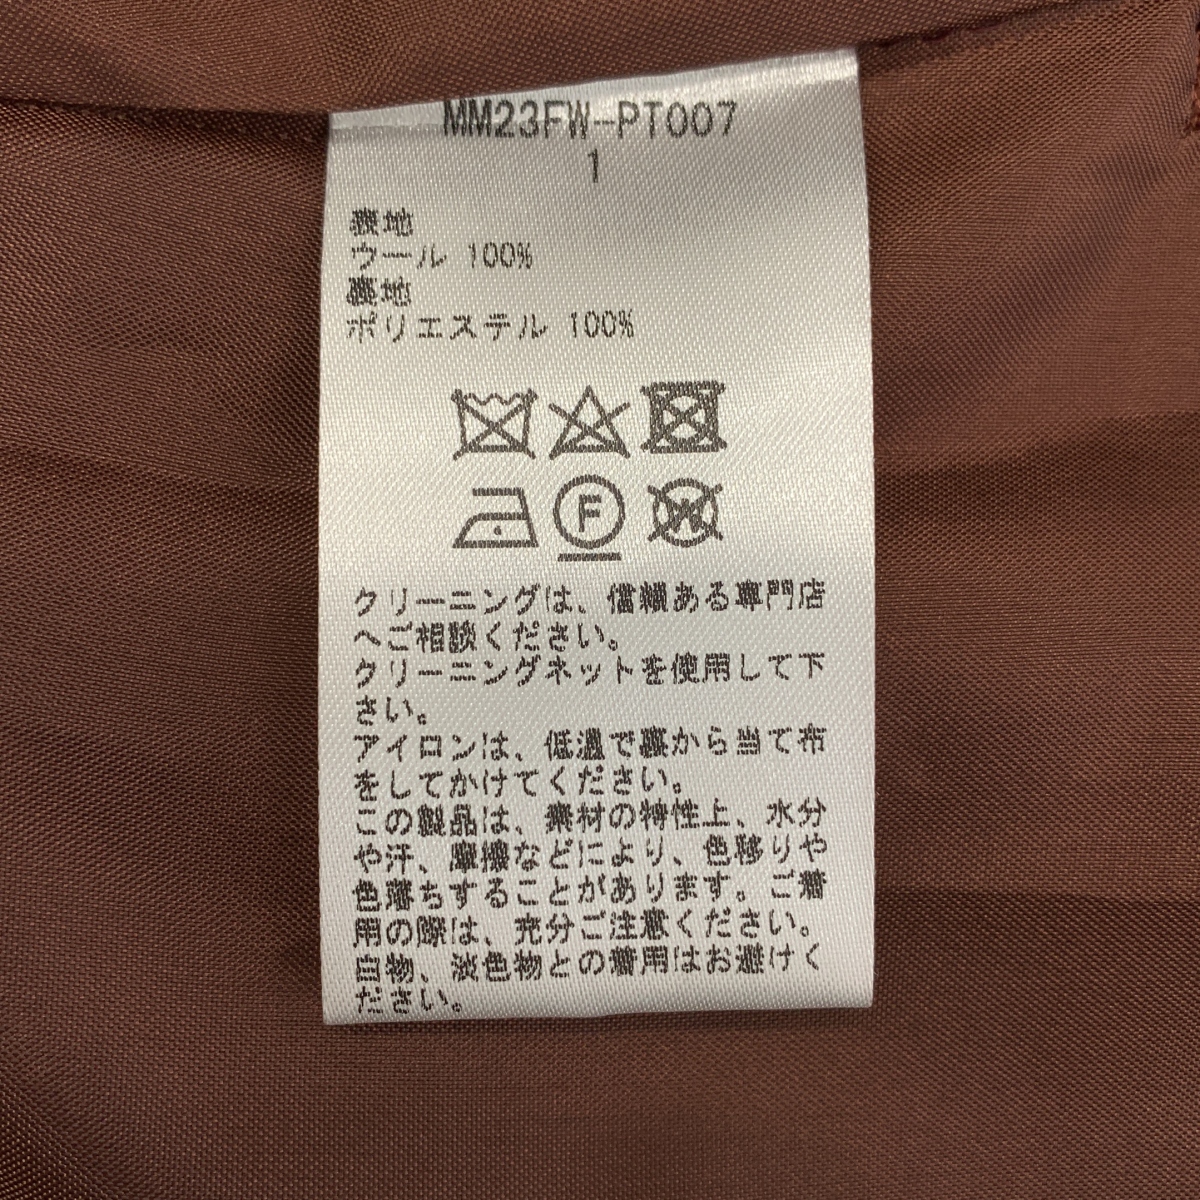 MM23FW-PT007
1
表地
ウール 100%
裏地
ポリエステル 100%
F
W
クリーニングは、信頼ある専門店
へご相談ください。
クリーニングネットを使用して下
さい。
アイロンは、低温で裏から当て布
をしてかけてください。
この製品は、素材の特性上、水分
や汗、摩擦などにより、色移りや
色落ちすることがあります。ご着
用の際は、充分ご注意ください。
白物、淡色物との着用はお避けく
ださい。